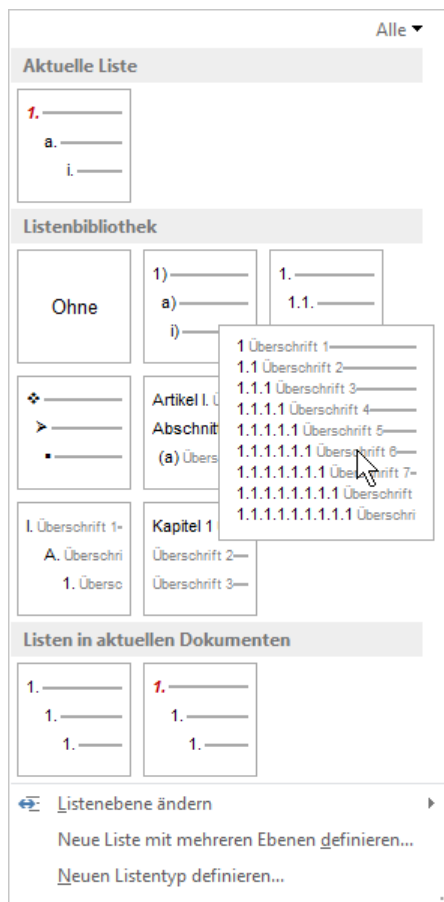 Alle
Aktuelle Liste
1.
a.
i.
Listenbibliothek
Ohne
1)
a)
i)
1.
1.1.
1 Überschrift 1
1.1 Überschrift 2
1.1.1 Überschrift 3
1.1.1.1 Überschrift 4
1.1.1.1.1 Überschrift 5
1.1.1.1.1.1 Überschrift 6
1.1.1.1.1.1.1 Überschrift 7
1.1.1.1.1.1.1.1 Überschrift
1.1.1.1.1.1.1.1.1 Überschri
Artikel I. Ü
Abschnit
(a) Übers
I. Überschrift 1
A. Überschri
1. Übersc
Kapitel 1
Überschrift 2
Überschrift 3
Listen in aktuellen Dokumenten
1.
1.
1.
1.
1.
1.
Listenebene ändern
Neue Liste mit mehreren Ebenen definieren...
Neuen Listentyp definieren...